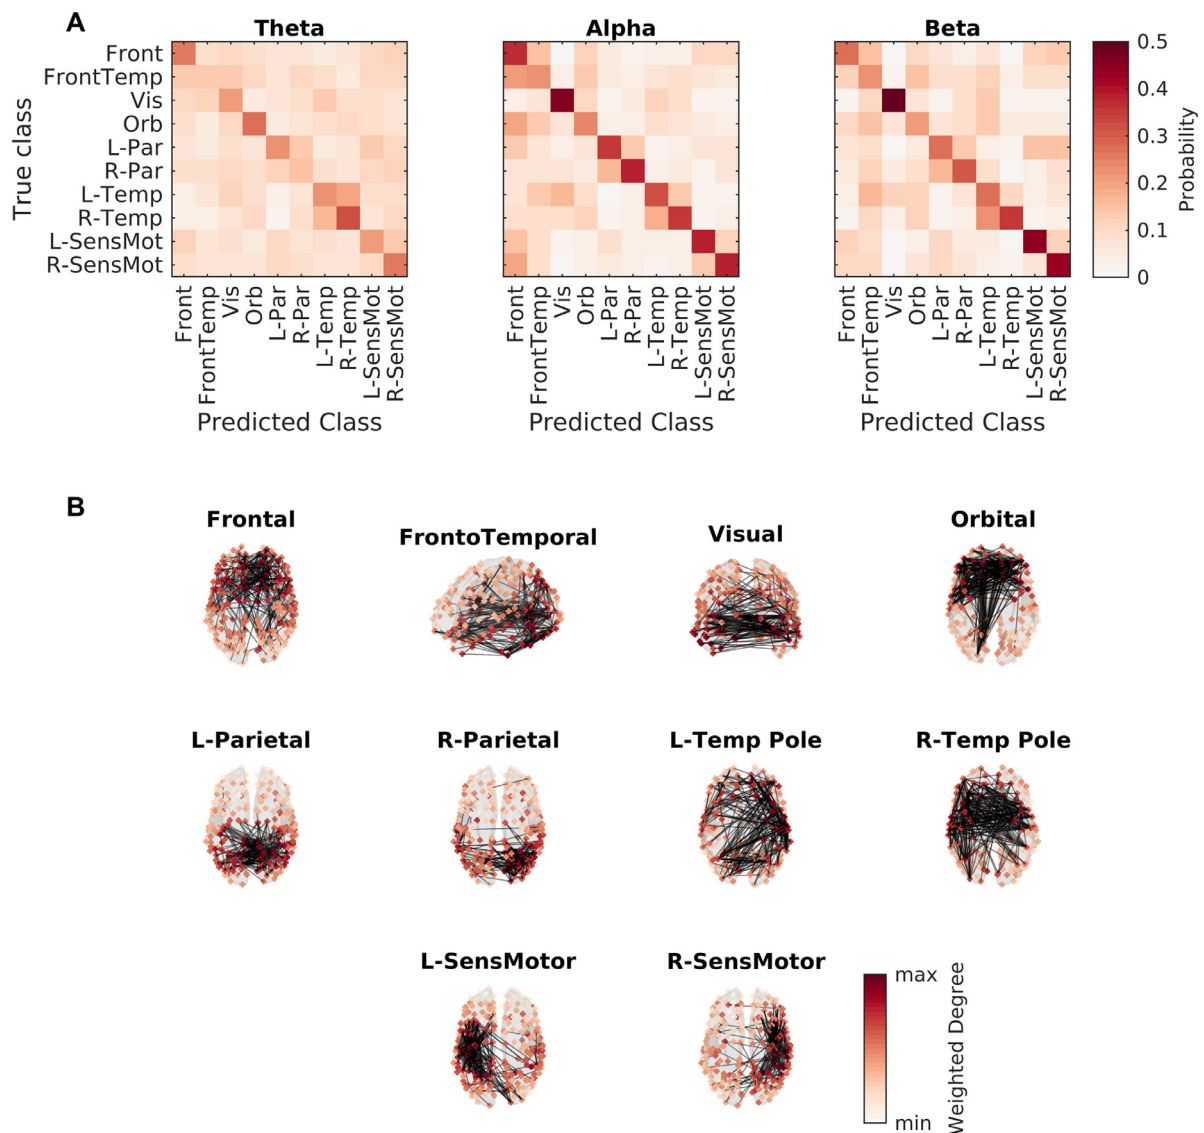 A
Theta
Alpha
Beta
True class
Front
FrontTemp
Vis
Orb
L-Par
R-Par
L-Temp
R-Temp
L-SensMot
R-SensMot
Front
FrontTemp
Vis
Orb
L-Par
R-Par
L-Temp
R-Temp
L-SensMot
R-SensMot
Predicted Class
Front
FrontTemp
Vis
Orb
L-Par
R-Par
L-Temp
R-Temp
L-SensMot
R-SensMot
Predicted Class
Front
FrontTemp
Vis
Orb
L-Par
R-Par
L-Temp
R-Temp
L-SensMot
R-SensMot
Predicted Class
0.5
0.4
0.3
0.2
0.1
0
Probability
B
Frontal
FrontoTemporal
Visual
Orbital
L-Parietal
R-Parietal
L-Temp Pole
R-Temp Pole
L-SensMotor
R-SensMotor
max
min
Weighted Degree